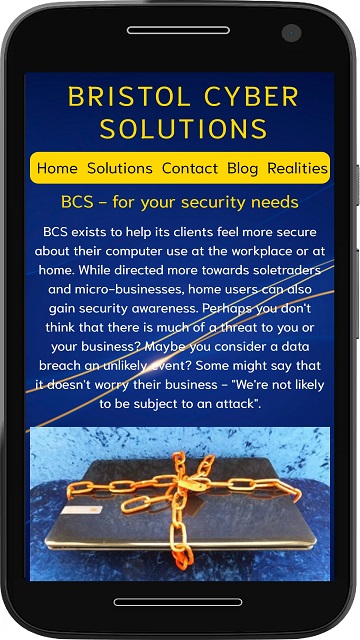 BRISTOL CYBER
SOLUTIONS
Home Solutions Contact Blog Realities
BCS – for your security needs
BCS exists to help its clients feel more secure
about their computer use at the workplace or at
home. While directed more towards soletraders
and micro-businesses, home users can also
gain security awareness. Perhaps you don't
think that there is much of a threat to you or
your business? Maybe you consider a data
breach an unlikely event? Some might say that
it doesn't worry their business – "We're not likely
to be subject to an attack".